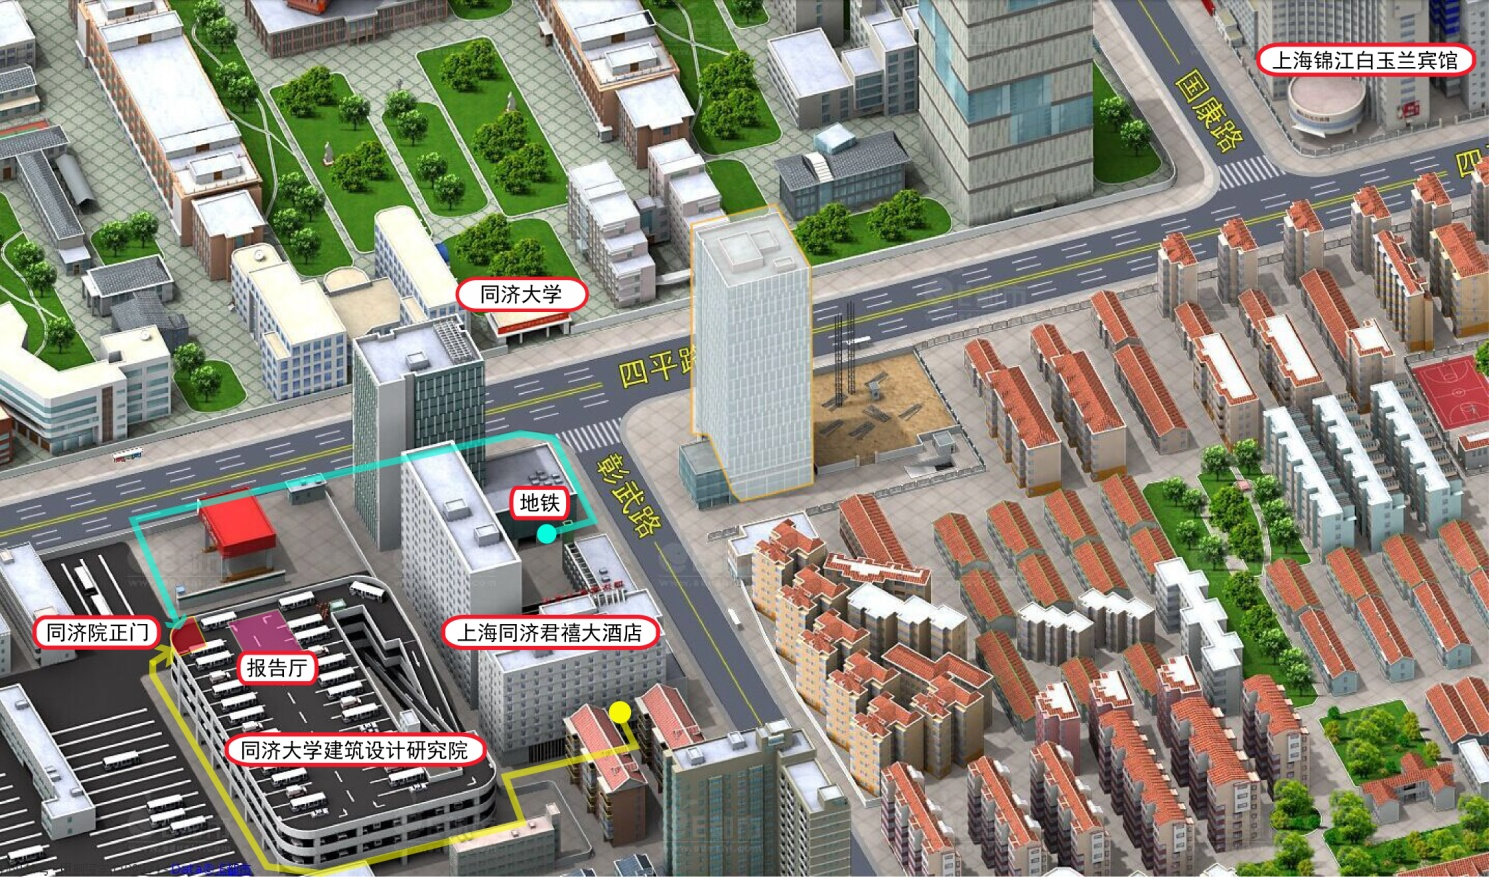 上海锦江白玉兰宾馆
国康路
同济大学
四平路
彰武路
地铁
同济院正门
上海同济君禧大酒店
报告厅
同济大学建筑设计研究院